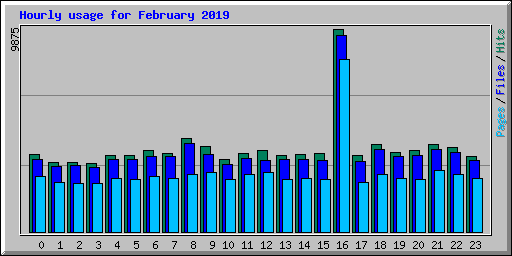 Hourly usage for February 2019
9875
Pages / Files / Hits
0 1 2 3 4 5 6 7 8 9 10 11 12 13 14 15 16 17 18 19 20 21 22 23